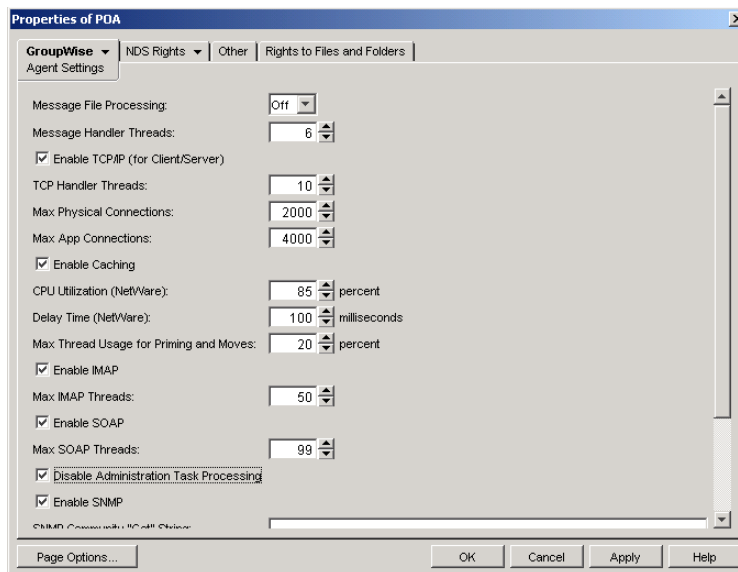 Properties of POA
GroupWise NDS Rights Other Rights to Files and Folders
Agent Settings
Message File Processing: Off
Message Handler Threads: 6
Enable TCP/IP (for Client/Server)
TCP Handler Threads: 10
Max Physical Connections: 2000
Max App Connections: 4000
Enable Caching
CPU Utilization (NetWare): 85 percent
Delay Time (NetWare): 100 milliseconds
Max Thread Usage for Priming and Moves: 20 percent
Enable IMAP
Max IMAP Threads: 50
Enable SOAP
Max SOAP Threads: 99
Disable Administration Task Processing
Enable SNMP
SNMP Community "Get" String:
Page Options... OK Cancel Apply Help